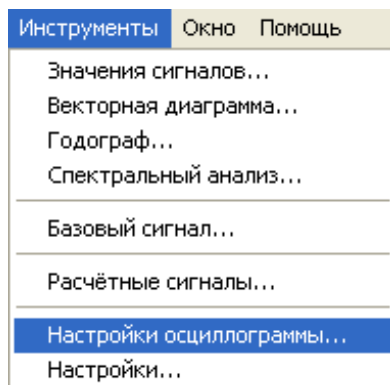 Инструменты Окно Помощь
Значения сигналов...
Векторная диаграмма...
Годограф...
Спектральный анализ...
Базовый сигнал...
Расчётные сигналы...
Настройки осциллограммы...
Настройки...